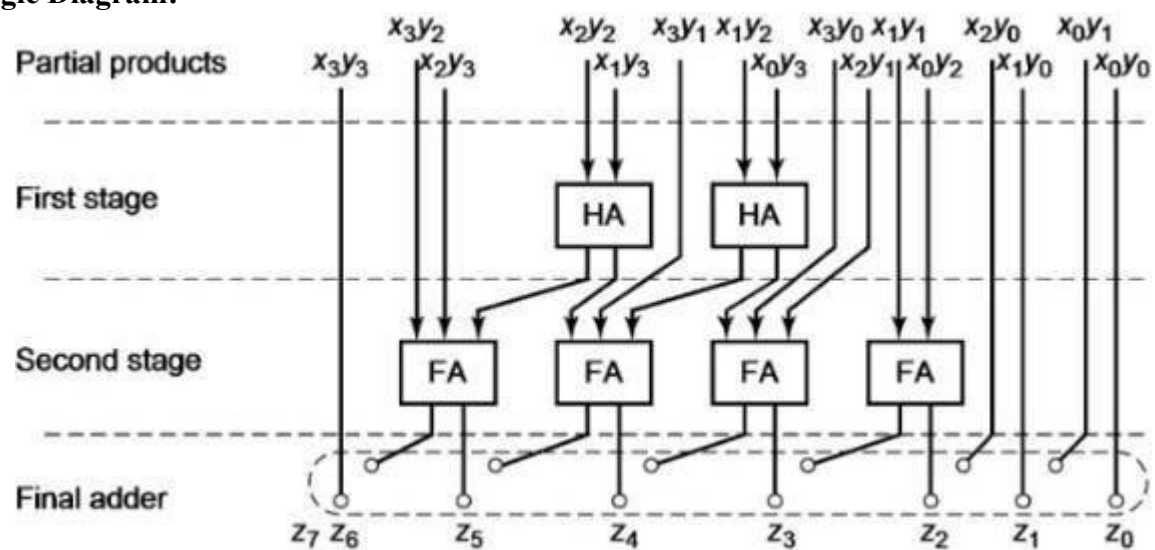 gic Diagram:
x3y2 x2y2 x3y1 x1y2 x3y0 x1y1 x2y0 x0y1
Partial products x3y3 x2y3 x1y3 x0y3 x2y1 x0y2 x1y0 x0y0
First stage
HA HA
Second stage
FA FA FA FA
Final adder
z7 z6 z5 z4 z3 z2 z1 z0